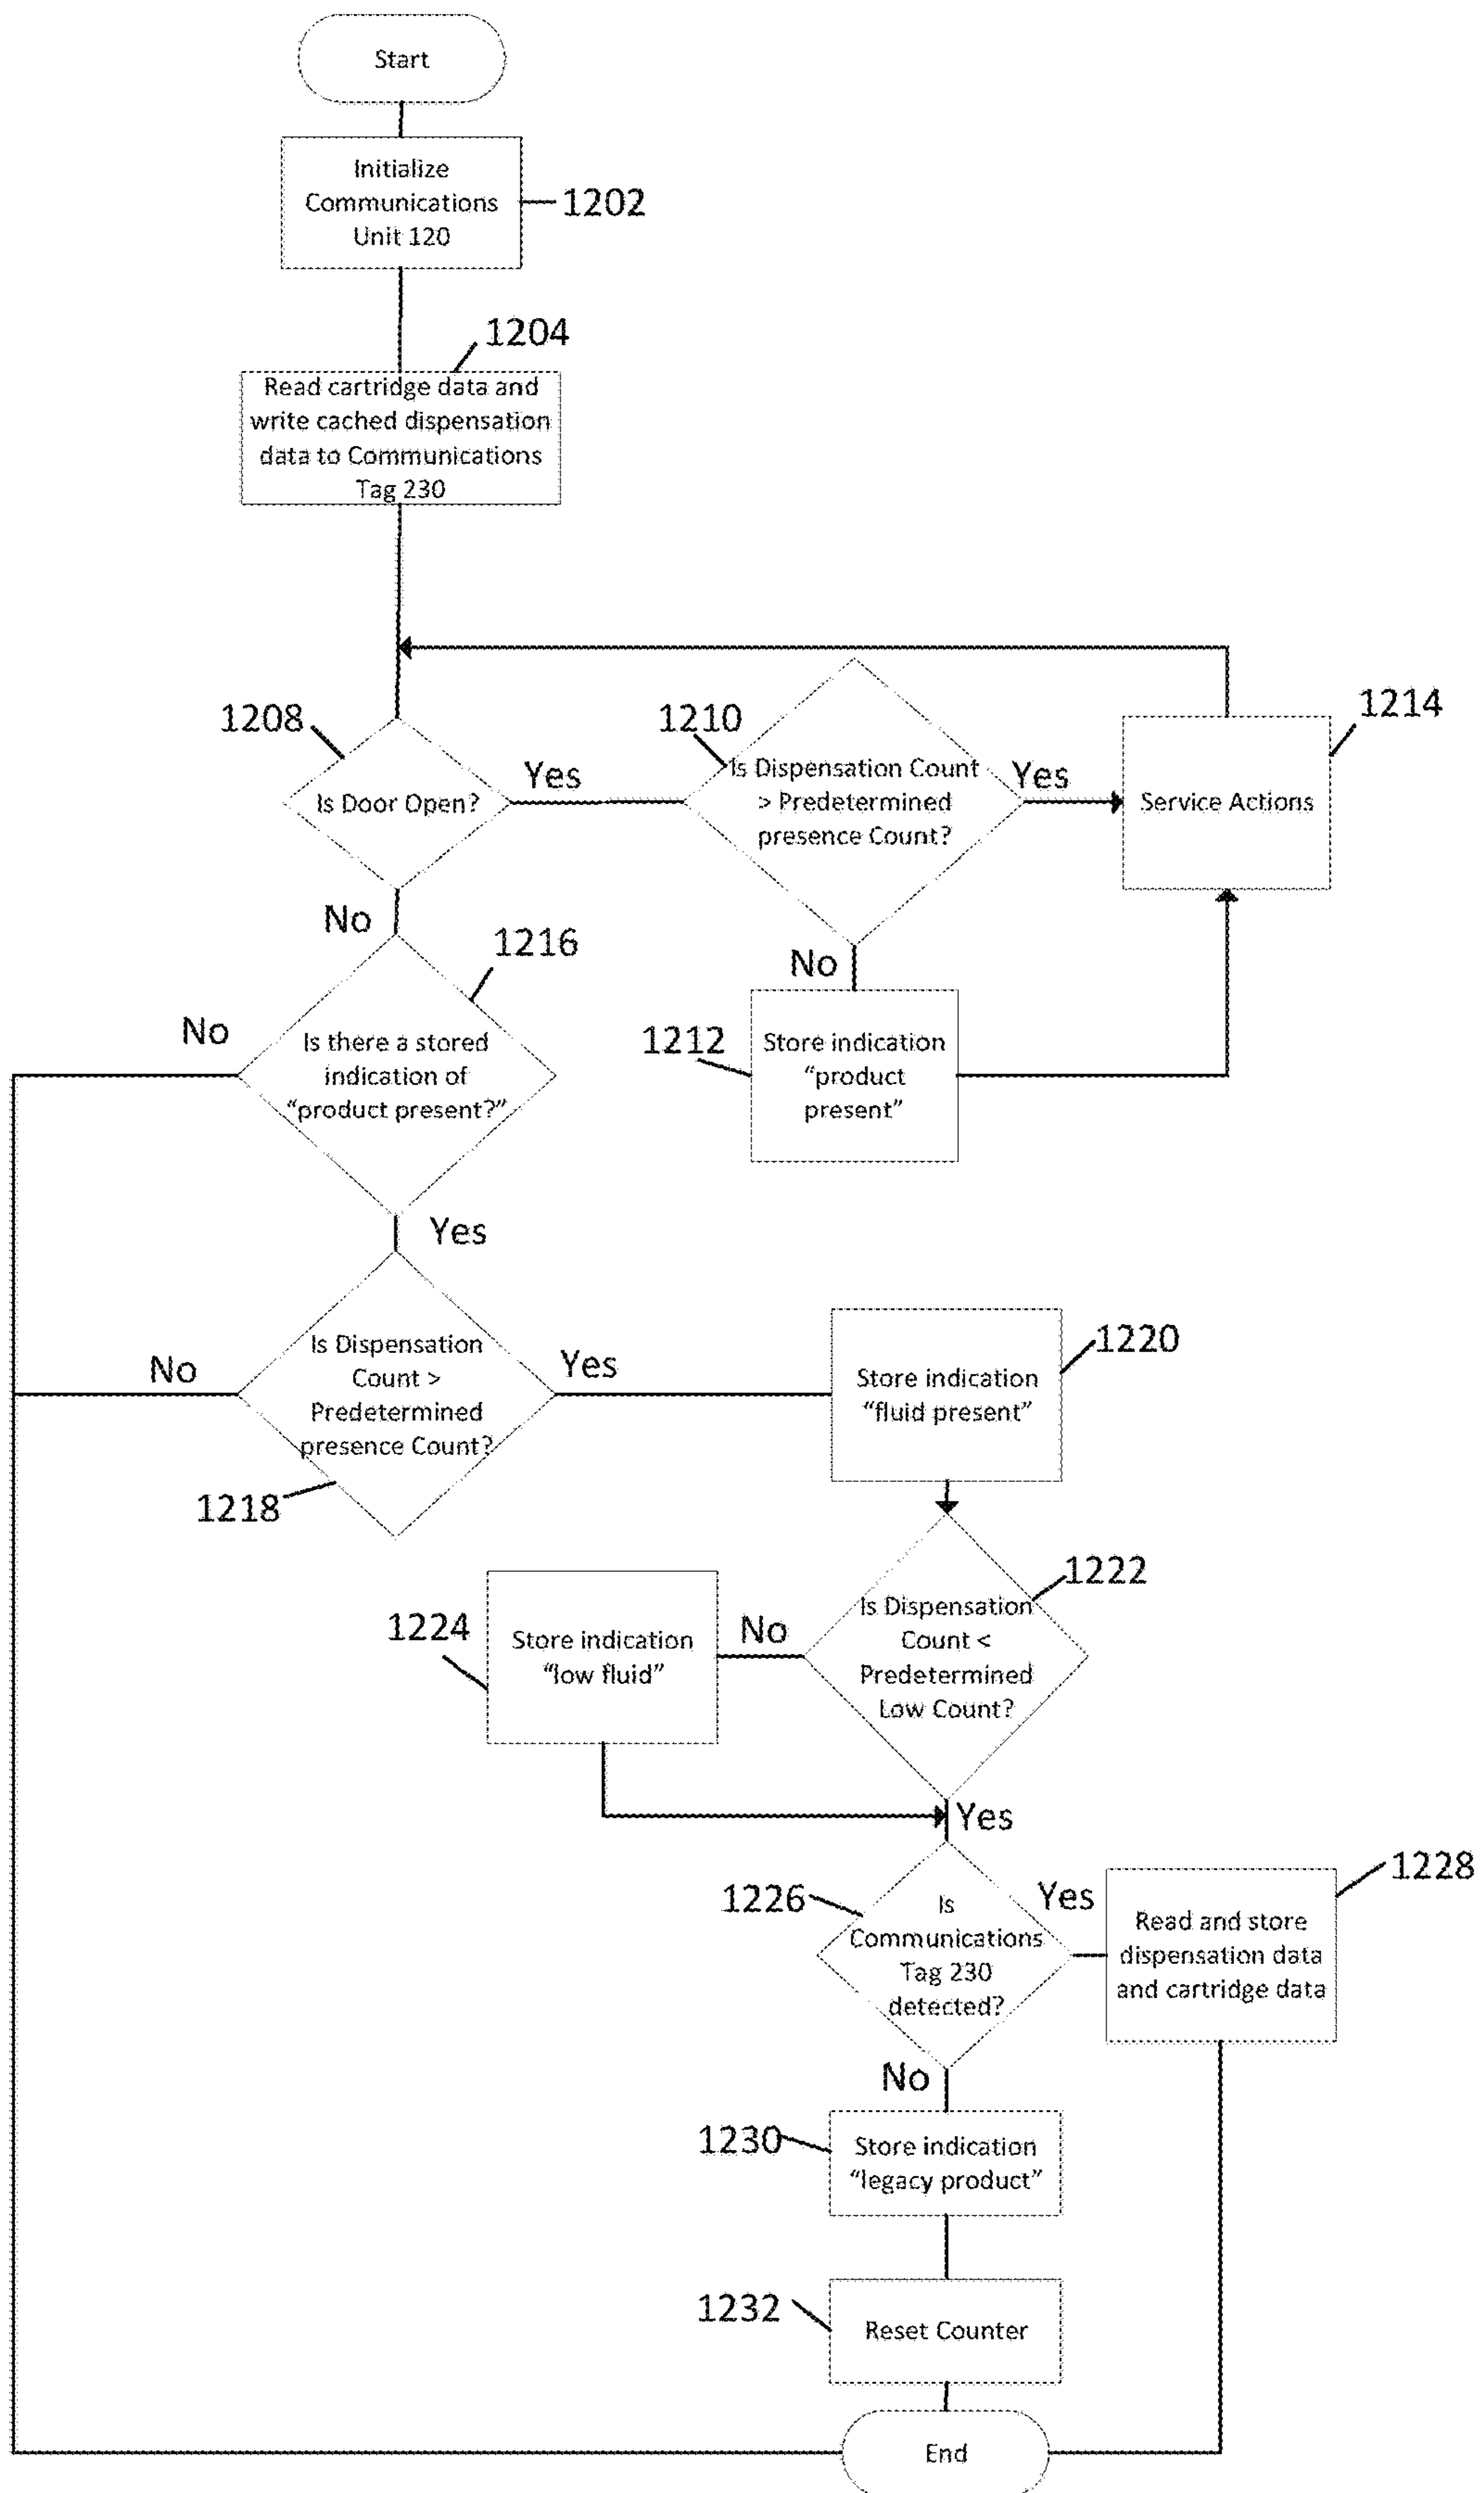 Start
Initialize
Communications
Unit 120
1202
1204
Read cartridge data and
write cached dispensation
data to Communications
Tag 230
1208
Is Door Open?
Yes
1210
Is Dispensation Count
> Predetermined
presence Count?
Yes
1214
Service Actions
No
No
1212
Store indication
“product
present”
1216
No
Is there a stored
indication of
“product present?”
Yes
No
Is Dispensation
Count >
Predetermined
presence Count?
Yes
1218
1220
Store indication
“fluid present”
1222
Is Dispensation
Count <
Predetermined
Low Count?
No
1224
Store indication
“low fluid”
Yes
1226
Is
Communications
Tag 230
detected?
Yes
1228
Read and store
dispensation data
and cartridge data
No
1230
Store indication
“legacy product”
1232
Reset Counter
End